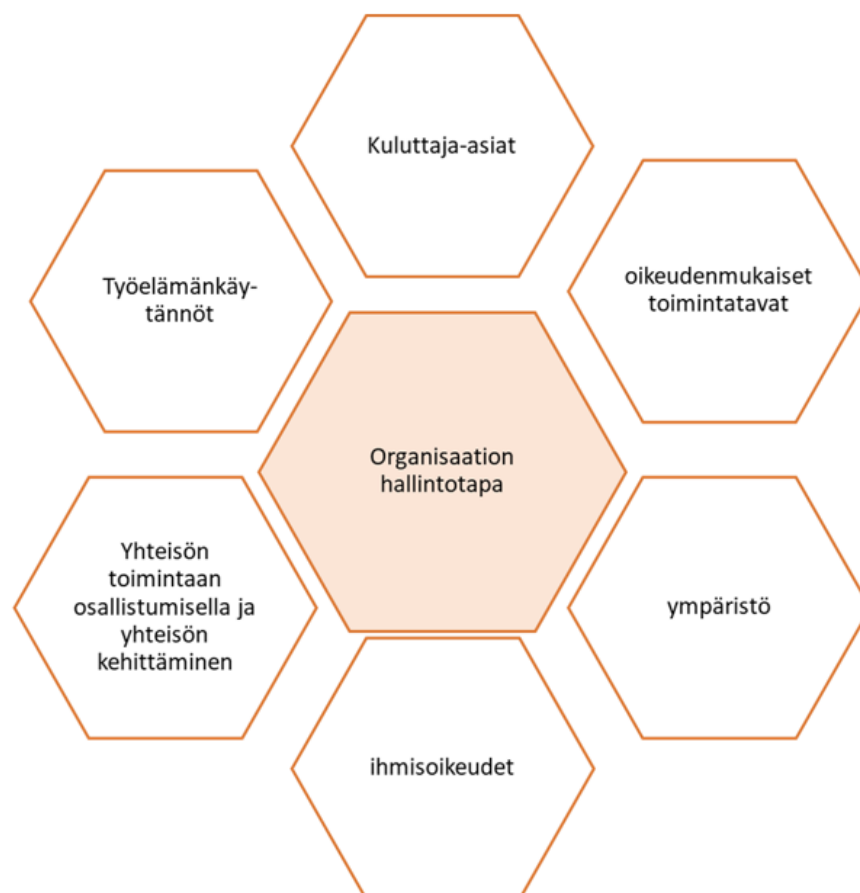 Kuluttaja-asiat
oikeudenmukaiset
toimintatavat
Työelämänkäy-
tännöt
Organisaation
hallintotapa
Yhteisön
toimintaan
osallistumisella ja
yhteisön
kehittäminen
ympäristö
ihmisoikeudet